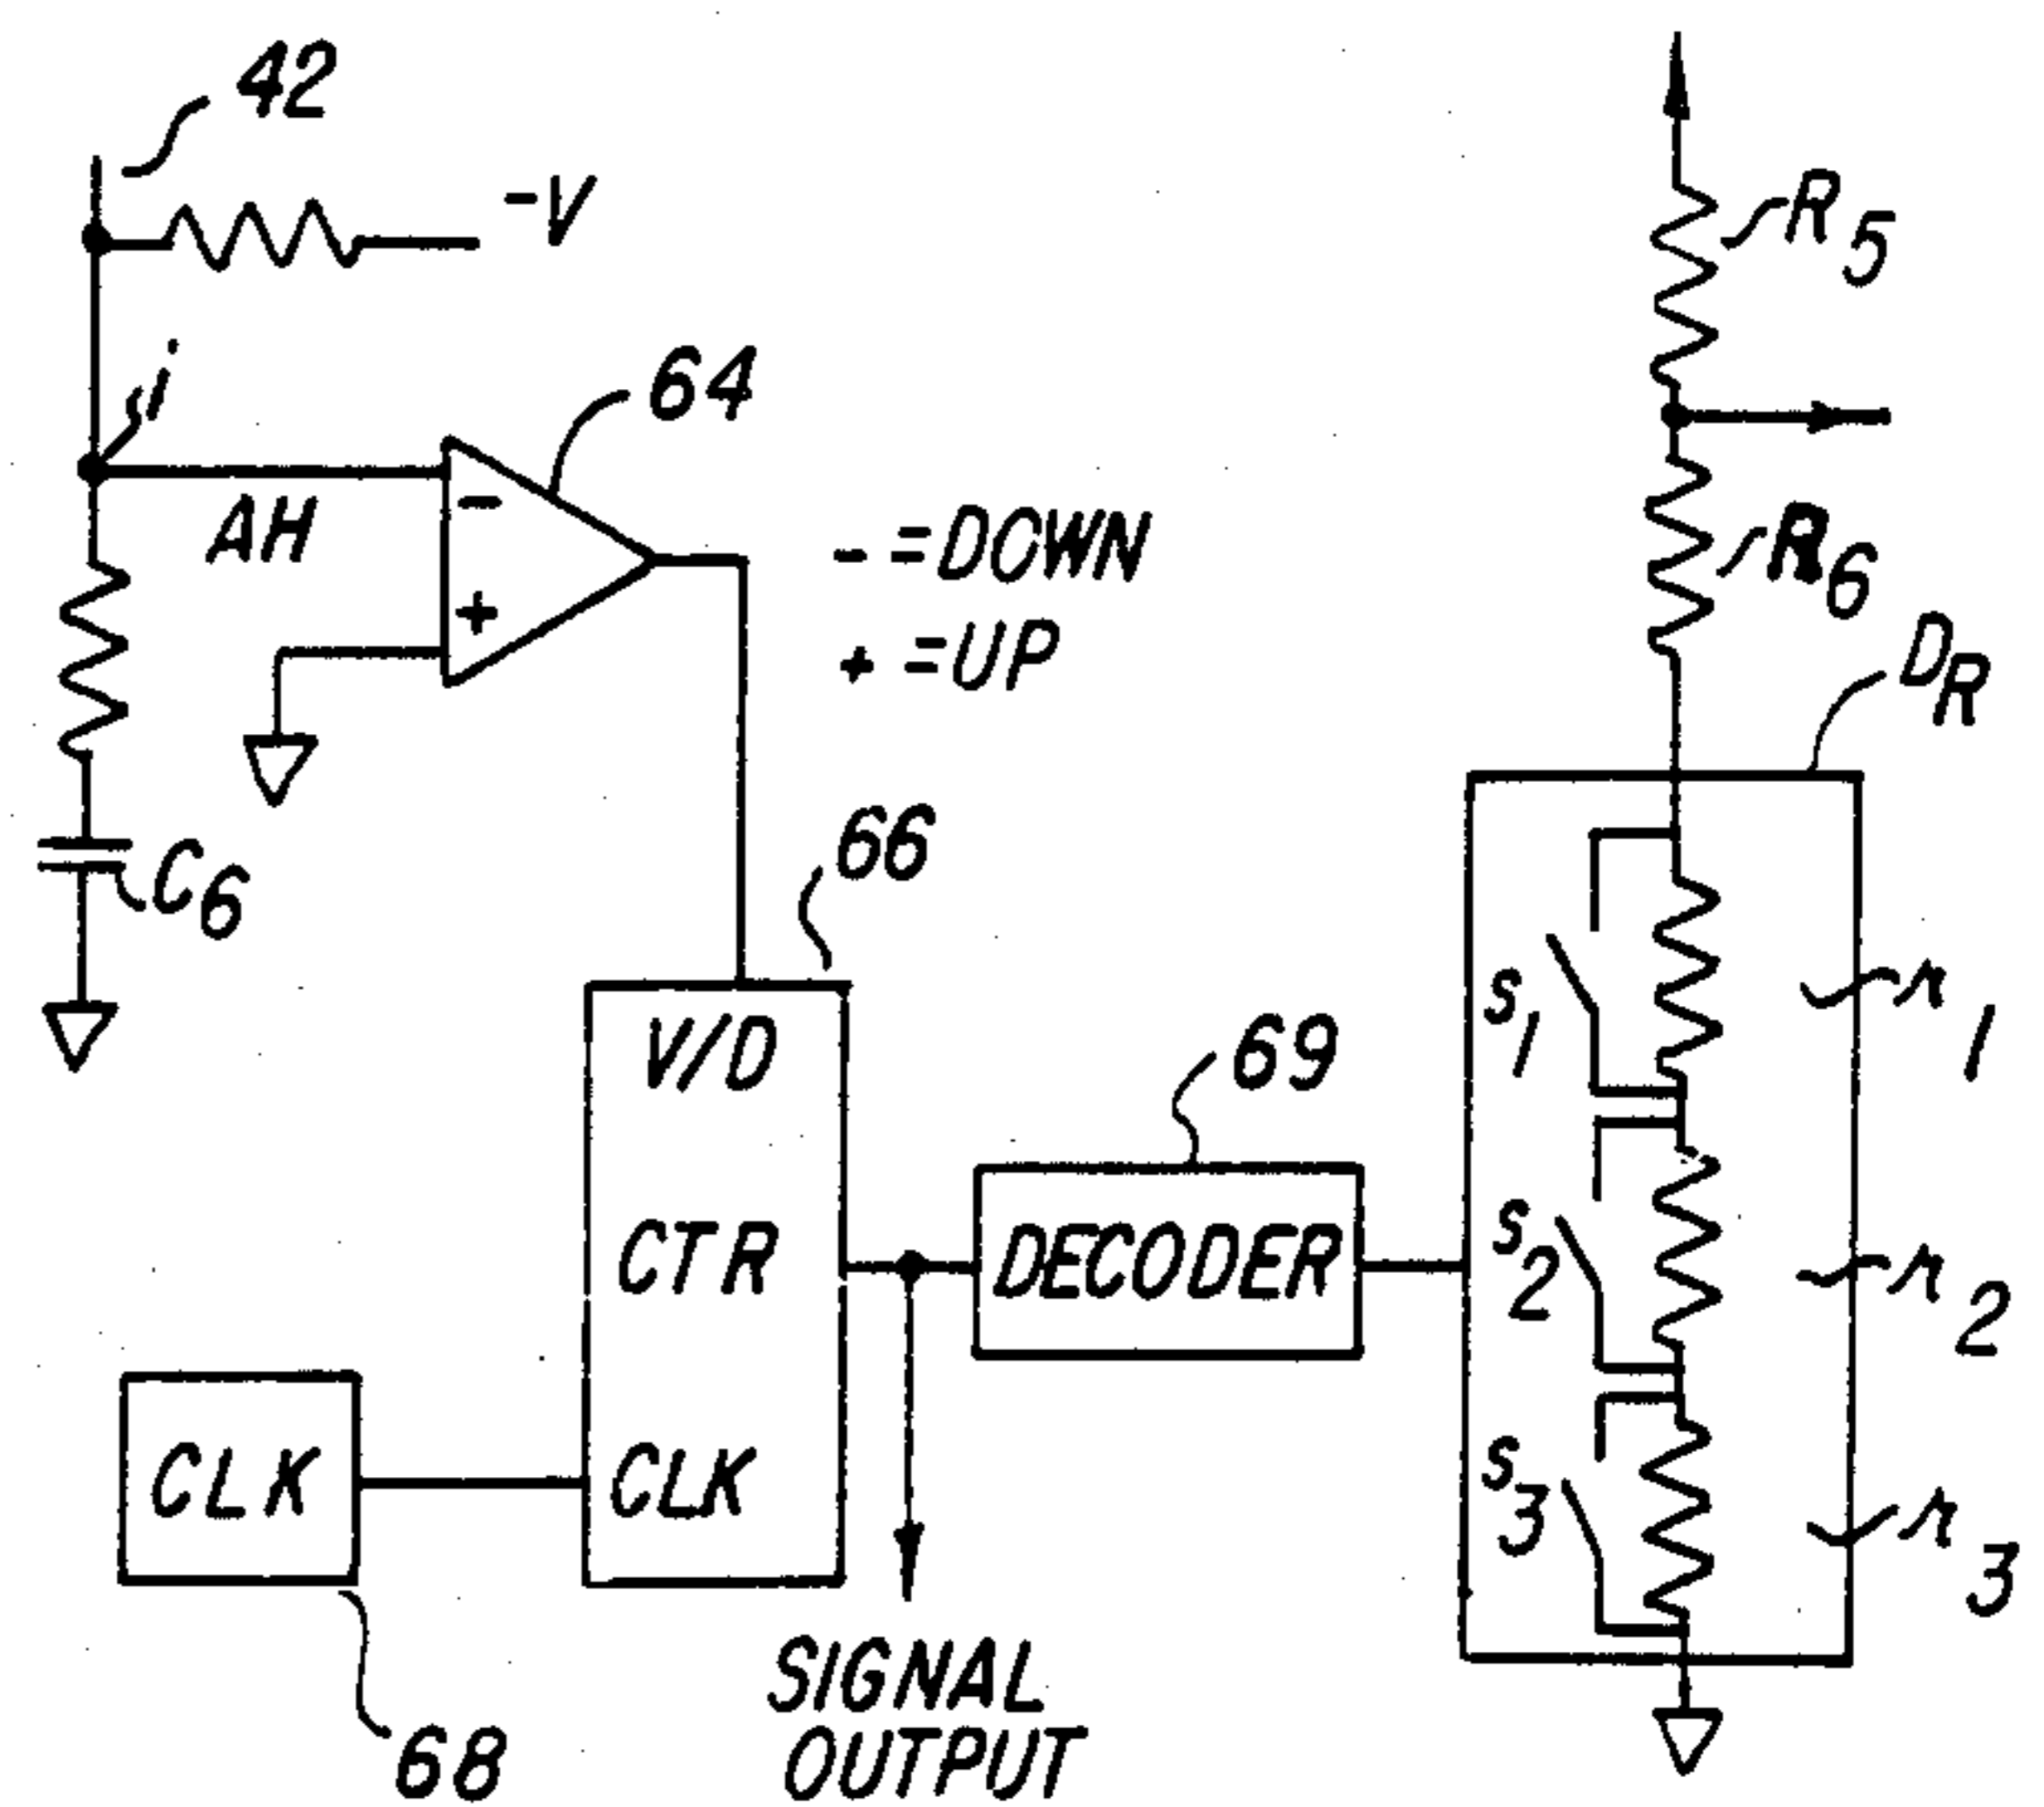 42
-V
R5
i
64
AH
-
+
- =DOWN
+ =UP
R6
DR
C6
66
V/D
S1
r1
69
CTR
DECODER
S2
r2
CLK
CLK
S3
r3
SIGNAL
OUTPUT
68